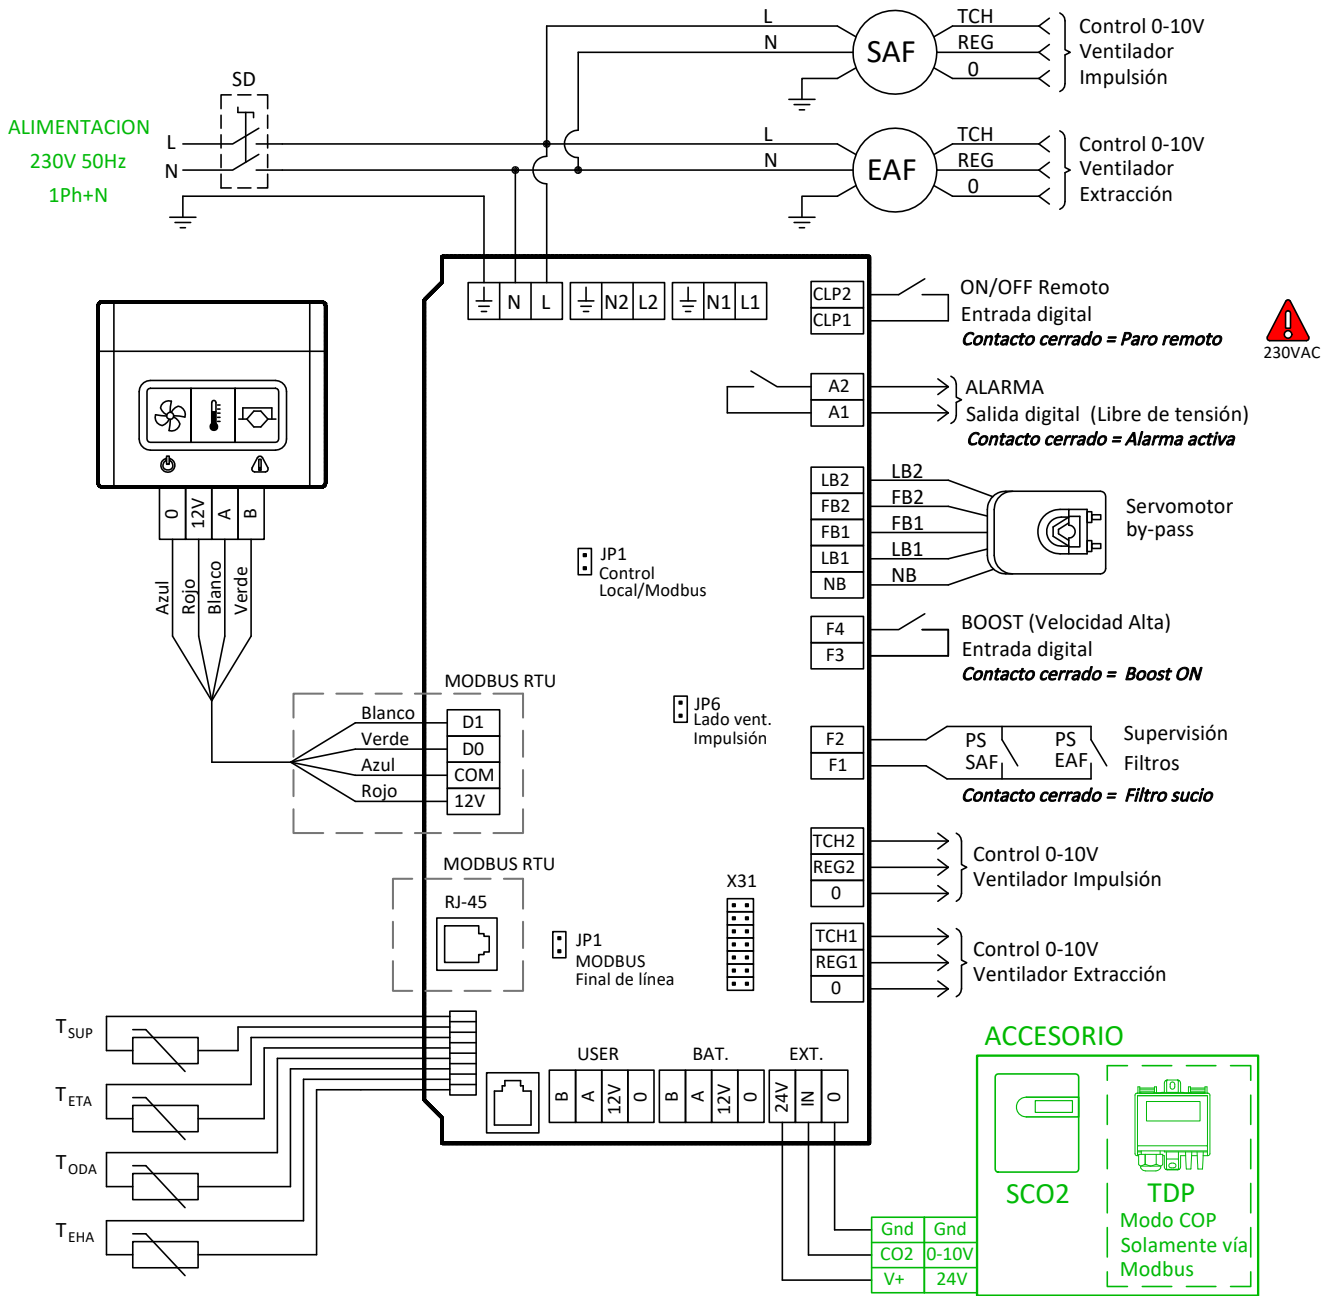 L
TCH
Control 0-10V
N
SAF
REG
Ventilador
0
Impulsión
SD
ALIMENTACION
230V 50Hz
1Ph+N
L
N
L
TCH
Control 0-10V
N
EAF
REG
Ventilador
0
Extracción
N
L
N2
L2
N1
L1
CLP2
CLP1
ON/OFF Remoto
Entrada digital
Contacto cerrado = Paro remoto
230VAC
A2
A1
ALARMA
Salida digital (Libre de tensión)
Contacto cerrado = Alarma activa
LB2
FB2
FB1
LB1
NB
LB2
FB2
FB1
LB1
NB
Servomotor
by-pass
0
12V
A
B
Azul
Rojo
Blanco
Verde
JP1
Control
Local/Modbus
F4
F3
BOOST (Velocidad Alta)
Entrada digital
Contacto cerrado = Boost ON
MODBUS RTU
Blanco
D1
Verde
D0
Azul
COM
Rojo
12V
JP6
Lado vent.
Impulsión
F2
F1
PS
SAF
PS
EAF
Supervisión
Filtros
Contacto cerrado = Filtro sucio
TCH2
REG2
0
Control 0-10V
Ventilador Impulsión
MODBUS RTU
RJ-45
JP1
MODBUS
Final de línea
X31
TCH1
REG1
0
Control 0-10V
Ventilador Extracción
TSUP
TETA
TODA
TEHA
USER
B
A
12V
0
BAT.
B
A
12V
0
EXT.
24V
IN
0
ACCESORIO
SCO2
TDP
Modo COP
Solamente vía
Modbus
Gnd
Gnd
CO2
0-10V
V+
24V